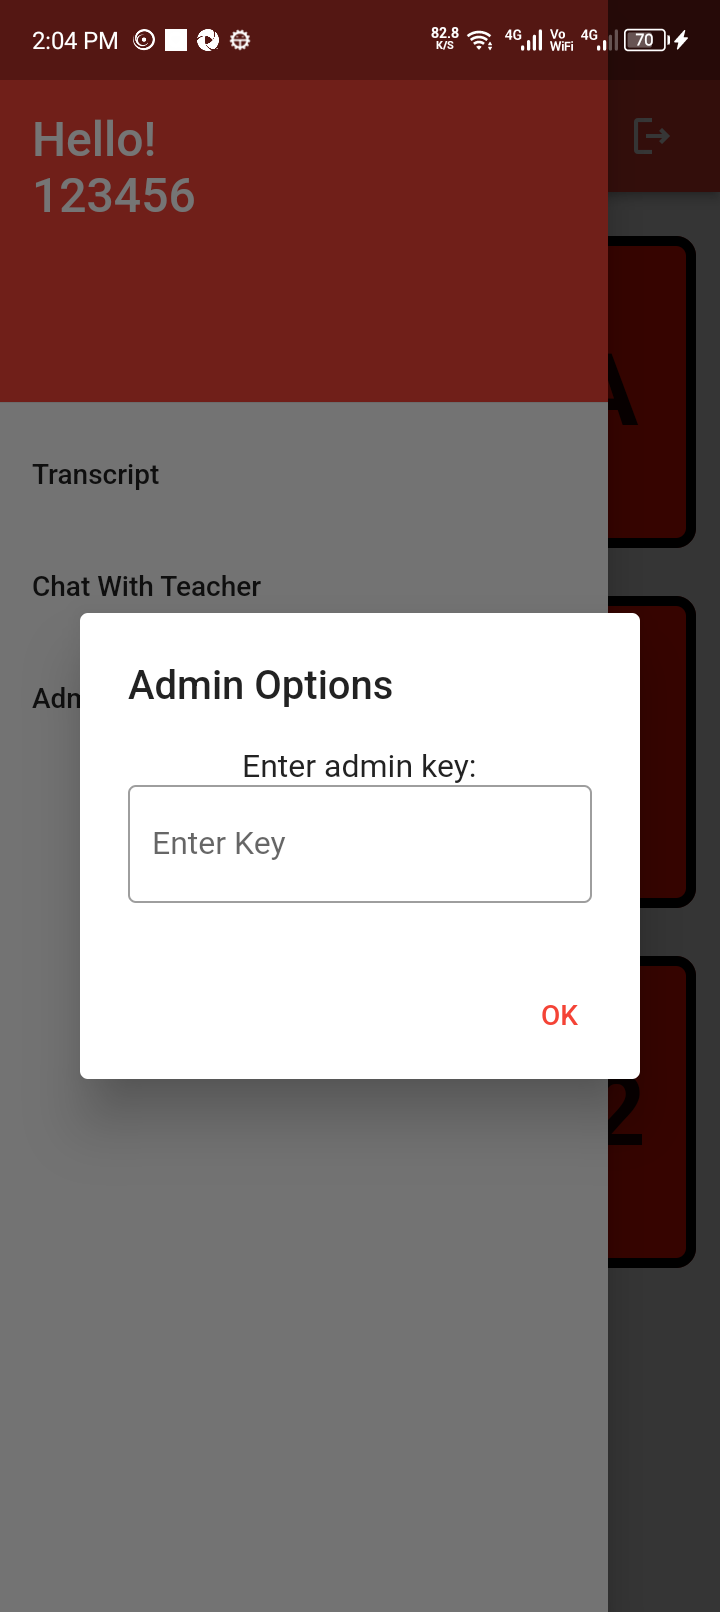 2:04 PM 82.8 K/S 4G Vo WiFi 4G 70
Hello!
123456
A
Transcript
Chat With Teacher
Adm
Admin Options
Enter admin key:
Enter Key
OK
2